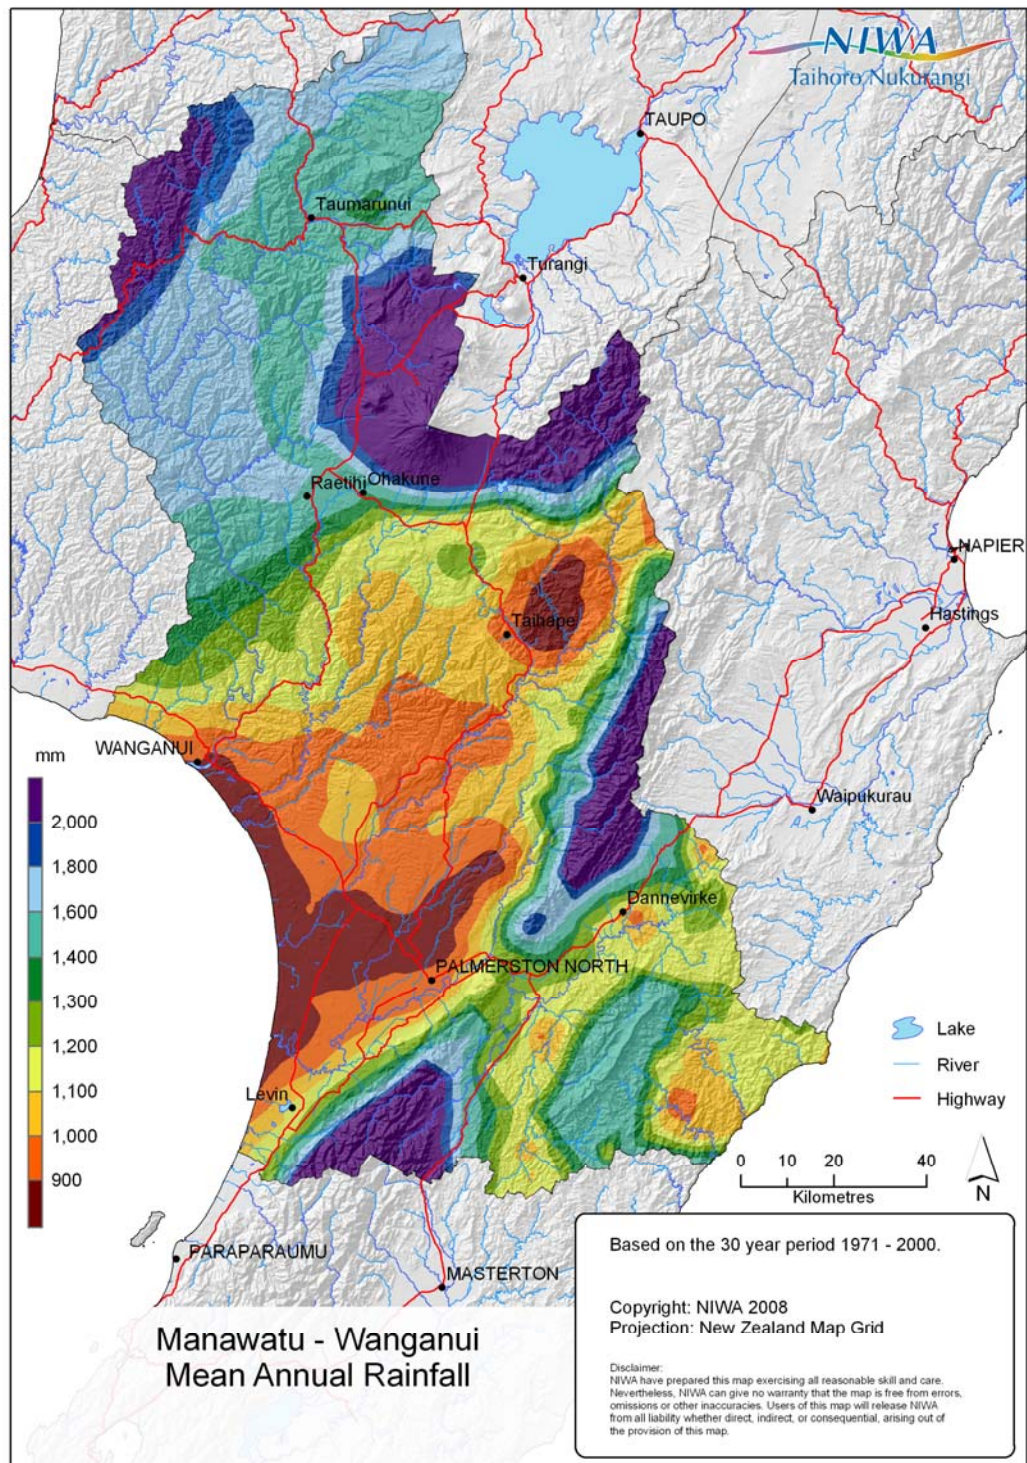 NIWA
Taihoro Nukurangi
TAUPO
Taumarunui
Turangi
Raetihi
Ohakune
NAPIER
Hastings
Taihape
WANGANUI
mm
Waipukurau
2,000
1,800
1,600
1,400
1,300
1,200
1,100
1,000
900
Dannevirke
PALMERSTON NORTH
Levin
Lake
River
Highway
0 10 20 40
Kilometres
N
PARAPARAUMU
MASTERTON
Manawatu - Wanganui
Mean Annual Rainfall
Based on the 30 year period 1971 - 2000.
Copyright: NIWA 2008
Projection: New Zealand Map Grid
Disclaimer:
NIWA have prepared this map exercising all reasonable skill and care.
Nevertheless, NIWA can give no warranty that the map is free from errors,
omissions or other inaccuracies. Users of this map will release NIWA
from all liability whether direct, indirect, or consequential, arising out of
the provision of this map.